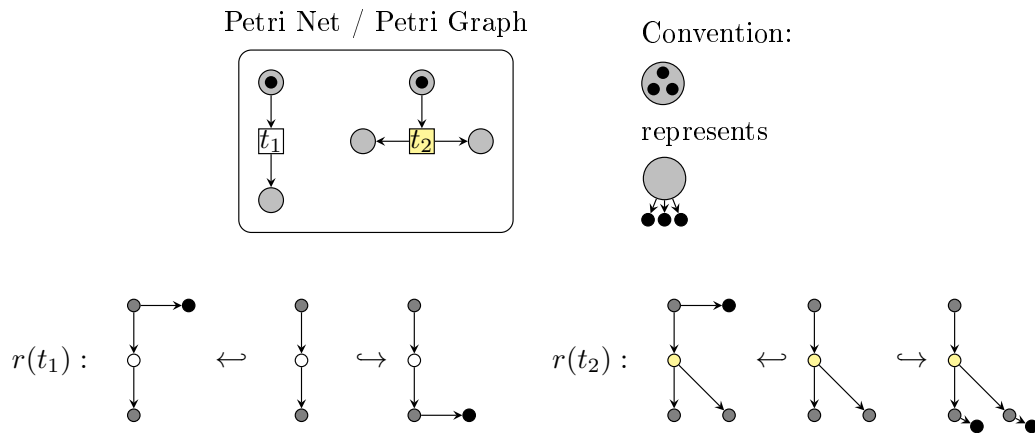 Petri Net / Petri Graph
Convention:
t₁
t₂
represents
r(t₁) :
r(t₂) :